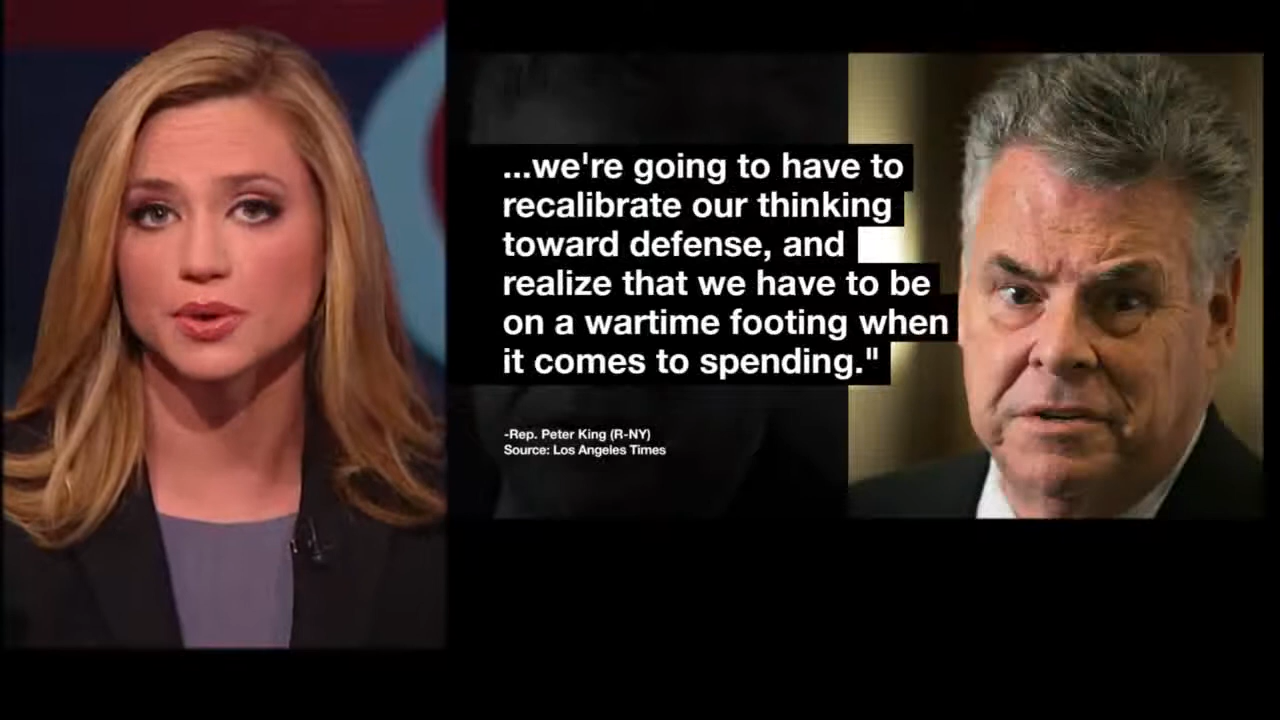 ...we're going to have to
recalibrate our thinking
toward defense, and
realize that we have to be
on a wartime footing when
it comes to spending."
-Rep. Peter King (R-NY)
Source: Los Angeles Times